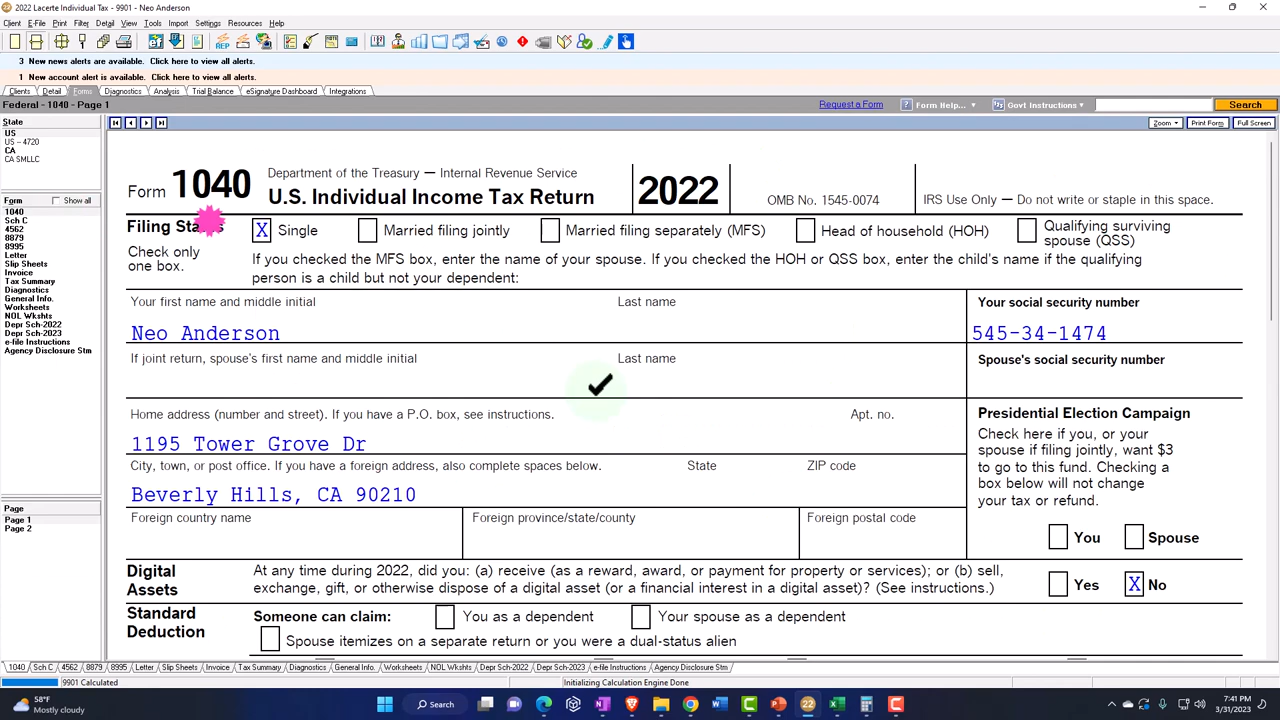 2022 Lacerte Individual Tax - 9901 - Neo Anderson
Client E-File Print Filter Detail View Tools Import Settings Resources Help
3 New news alerts are available. Click here to view all alerts.
1 New account alert is available. Click here to view all alerts.
Clients Detail Forms Diagnostics Analysis Trial Balance eSignature Dashboard Integrations
Federal - 1040 - Page 1
Request a Form ? Form Help... Govt Instructions Search
State
US
US - 4720
CA
CA SMLLC
Zoom Print Form Full Screen
Form Show all
1040
Sch C
4562
8879
8995
Letter
Slip Sheets
Invoice
Tax Summary
Diagnostics
General Info.
Worksheets
NOL Wkshts
Depr Sch-2022
Depr Sch-2023
e-file Instructions
Agency Disclosure Stm
Page
Page 1
Page 2
Form 1040
Department of the Treasury — Internal Revenue Service
U.S. Individual Income Tax Return
2022
OMB No. 1545-0074
IRS Use Only — Do not write or staple in this space.
Filing Sta s
Check only
one box.
X Single Married filing jointly Married filing separately (MFS) Head of household (HOH) Qualifying surviving
spouse (QSS)
If you checked the MFS box, enter the name of your spouse. If you checked the HOH or QSS box, enter the child's name if the qualifying
person is a child but not your dependent:
Your first name and middle initial Last name Your social security number
Neo Anderson 545-34-1474
If joint return, spouse's first name and middle initial Last name Spouse's social security number
Home address (number and street). If you have a P.O. box, see instructions. Apt. no.
1195 Tower Grove Dr
City, town, or post office. If you have a foreign address, also complete spaces below. State ZIP code
Beverly Hills, CA 90210
Foreign country name Foreign province/state/county Foreign postal code
Presidential Election Campaign
Check here if you, or your
spouse if filing jointly, want $3
to go to this fund. Checking a
box below will not change
your tax or refund.
You Spouse
Digital
Assets
At any time during 2022, did you: (a) receive (as a reward, award, or payment for property or services); or (b) sell,
exchange, gift, or otherwise dispose of a digital asset (or a financial interest in a digital asset)? (See instructions.)
Yes X No
Standard
Deduction
Someone can claim: You as a dependent Your spouse as a dependent
Spouse itemizes on a separate return or you were a dual-status alien
1040 Sch C 4562 8879 8995 Letter Slip Sheets Invoice Tax Summary Diagnostics General Info. Worksheets NOL Wkshts Depr Sch-2022 Depr Sch-2023 e-file Instructions Agency Disclosure Stm
9901 Calculated Initializing Calculation Engine Done
58°F
Mostly cloudy
Search
22
7:41 PM
3/31/2023